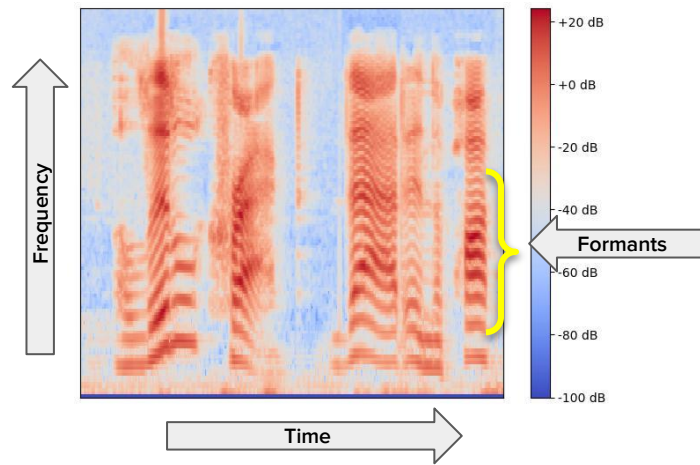 +20 dB
+0 dB
-20 dB
-40 dB
60 dB
-80 dB
-100 dB
Frequency
Formants
Time